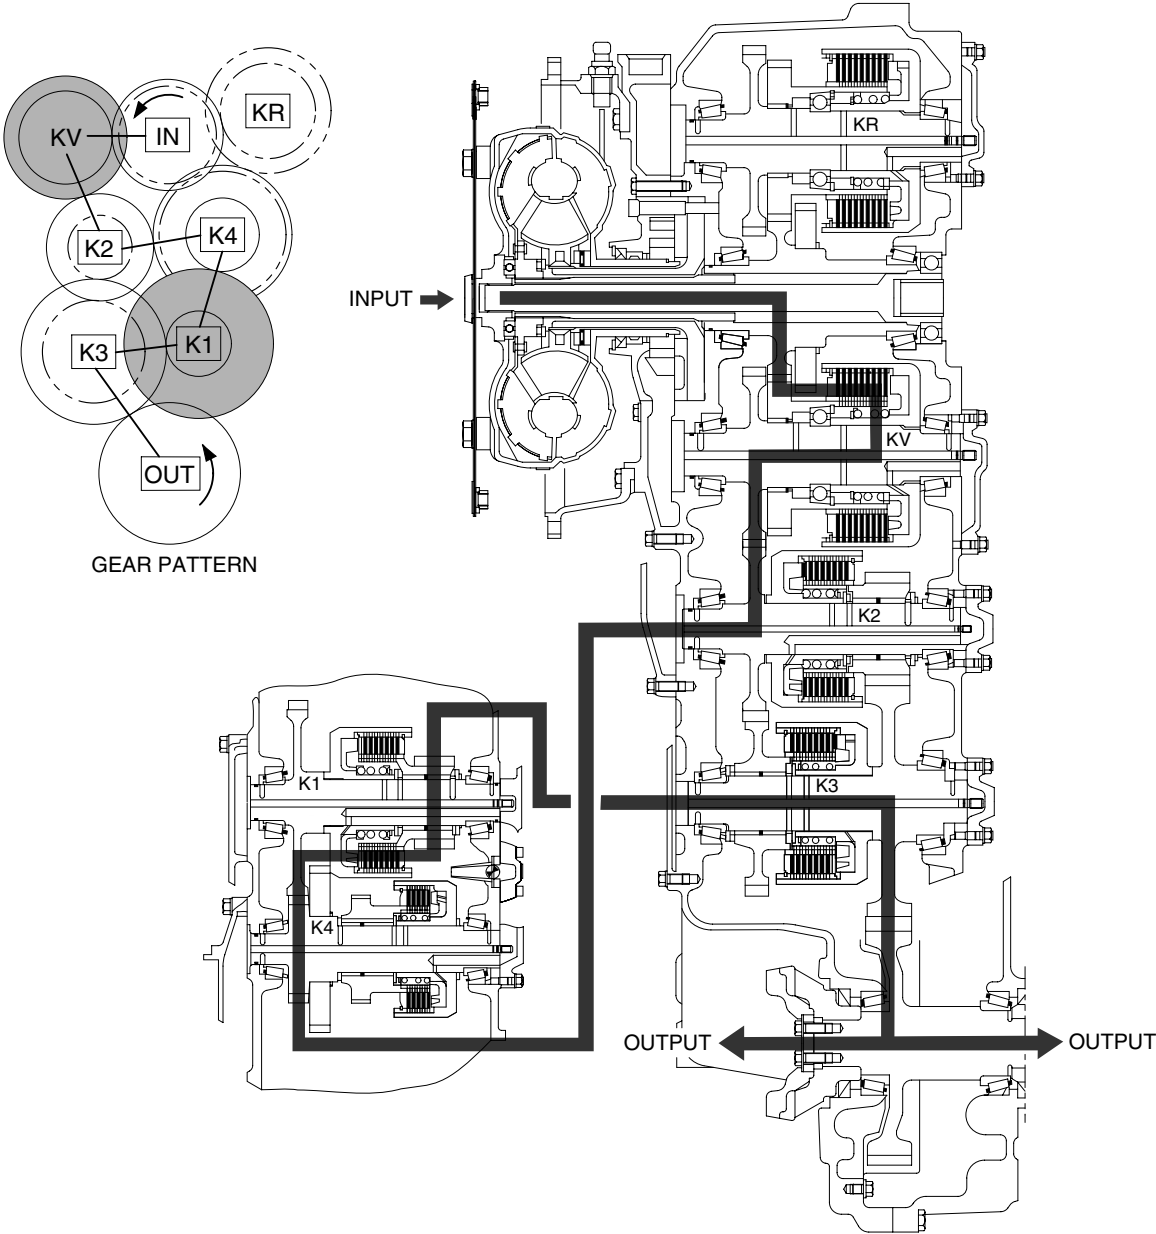 KV
IN
KR
K2
K4
K3
K1
OUT
GEAR PATTERN
INPUT
KR
KV
K2
K3
K1
K4
OUTPUT
OUTPUT